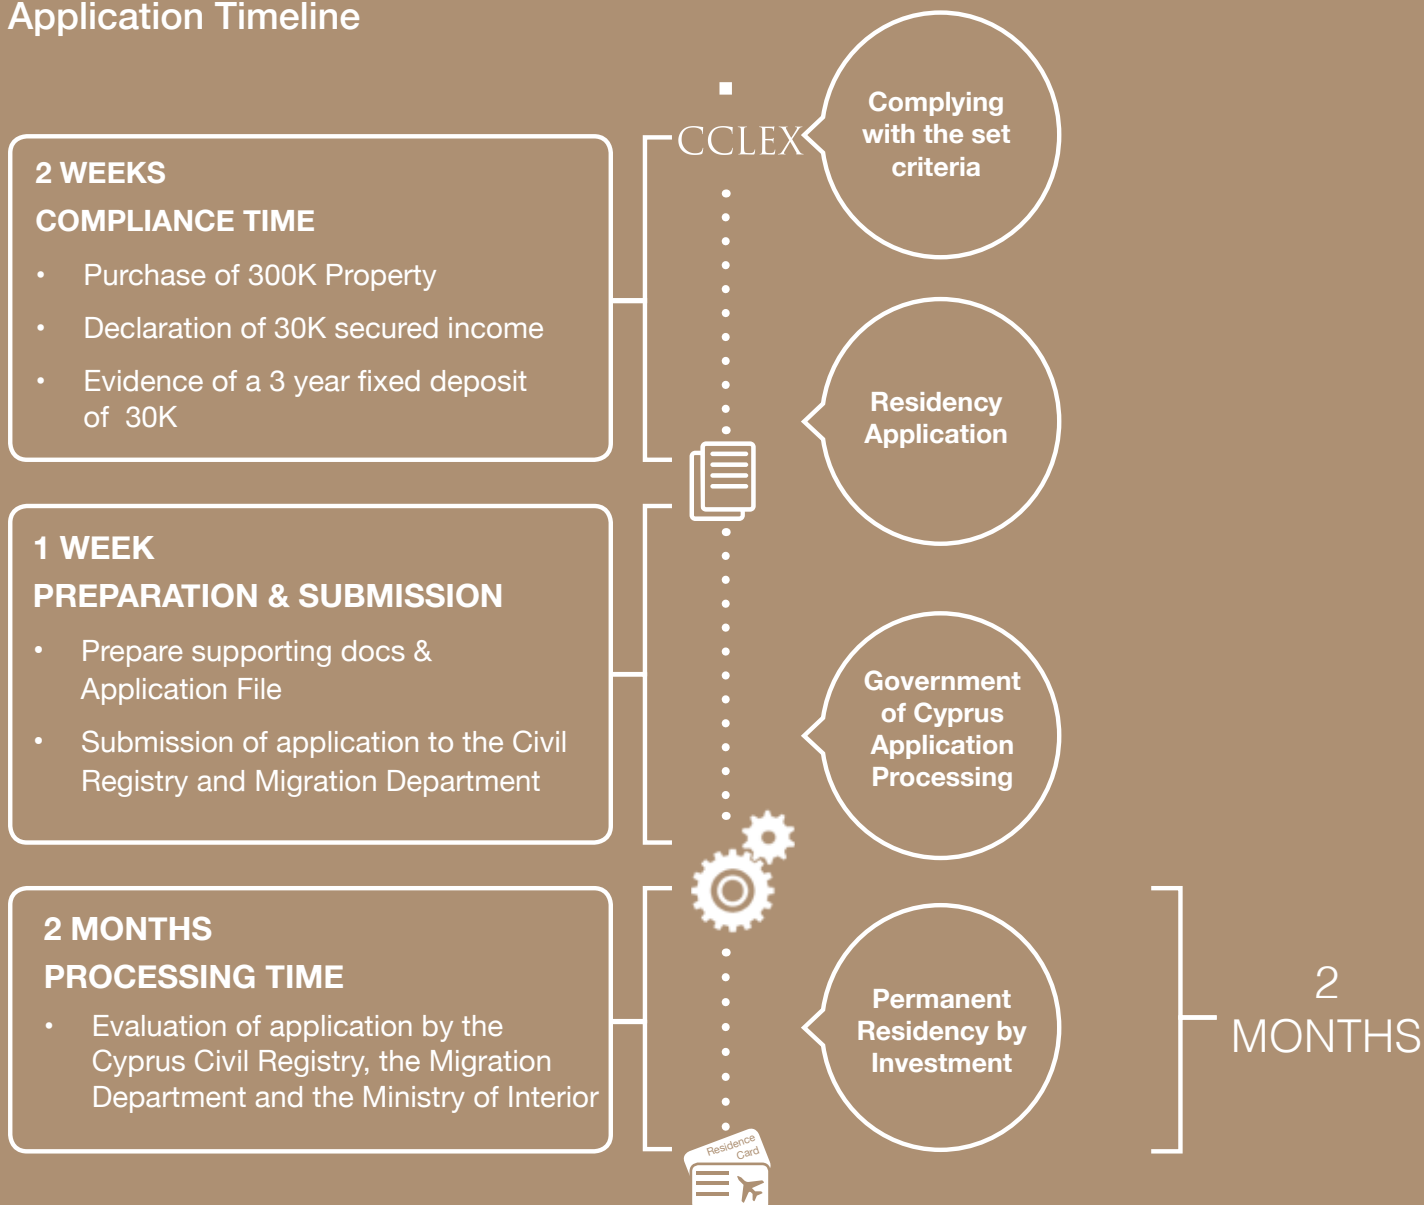 Application Timeline
CCLEX
Complying
with the set
criteria
2 WEEKS
COMPLIANCE TIME
• Purchase of 300K Property
• Declaration of 30K secured income
• Evidence of a 3 year fixed deposit
of 30K
Residency
Application
1 WEEK
PREPARATION & SUBMISSION
• Prepare supporting docs &
Application File
• Submission of application to the Civil
Registry and Migration Department
Government
of Cyprus
Application
Processing
2 MONTHS
PROCESSING TIME
• Evaluation of application by the
Cyprus Civil Registry, the Migration
Department and the Ministry of Interior
Permanent
Residency by
Investment
2
MONTHS
Residence
Card